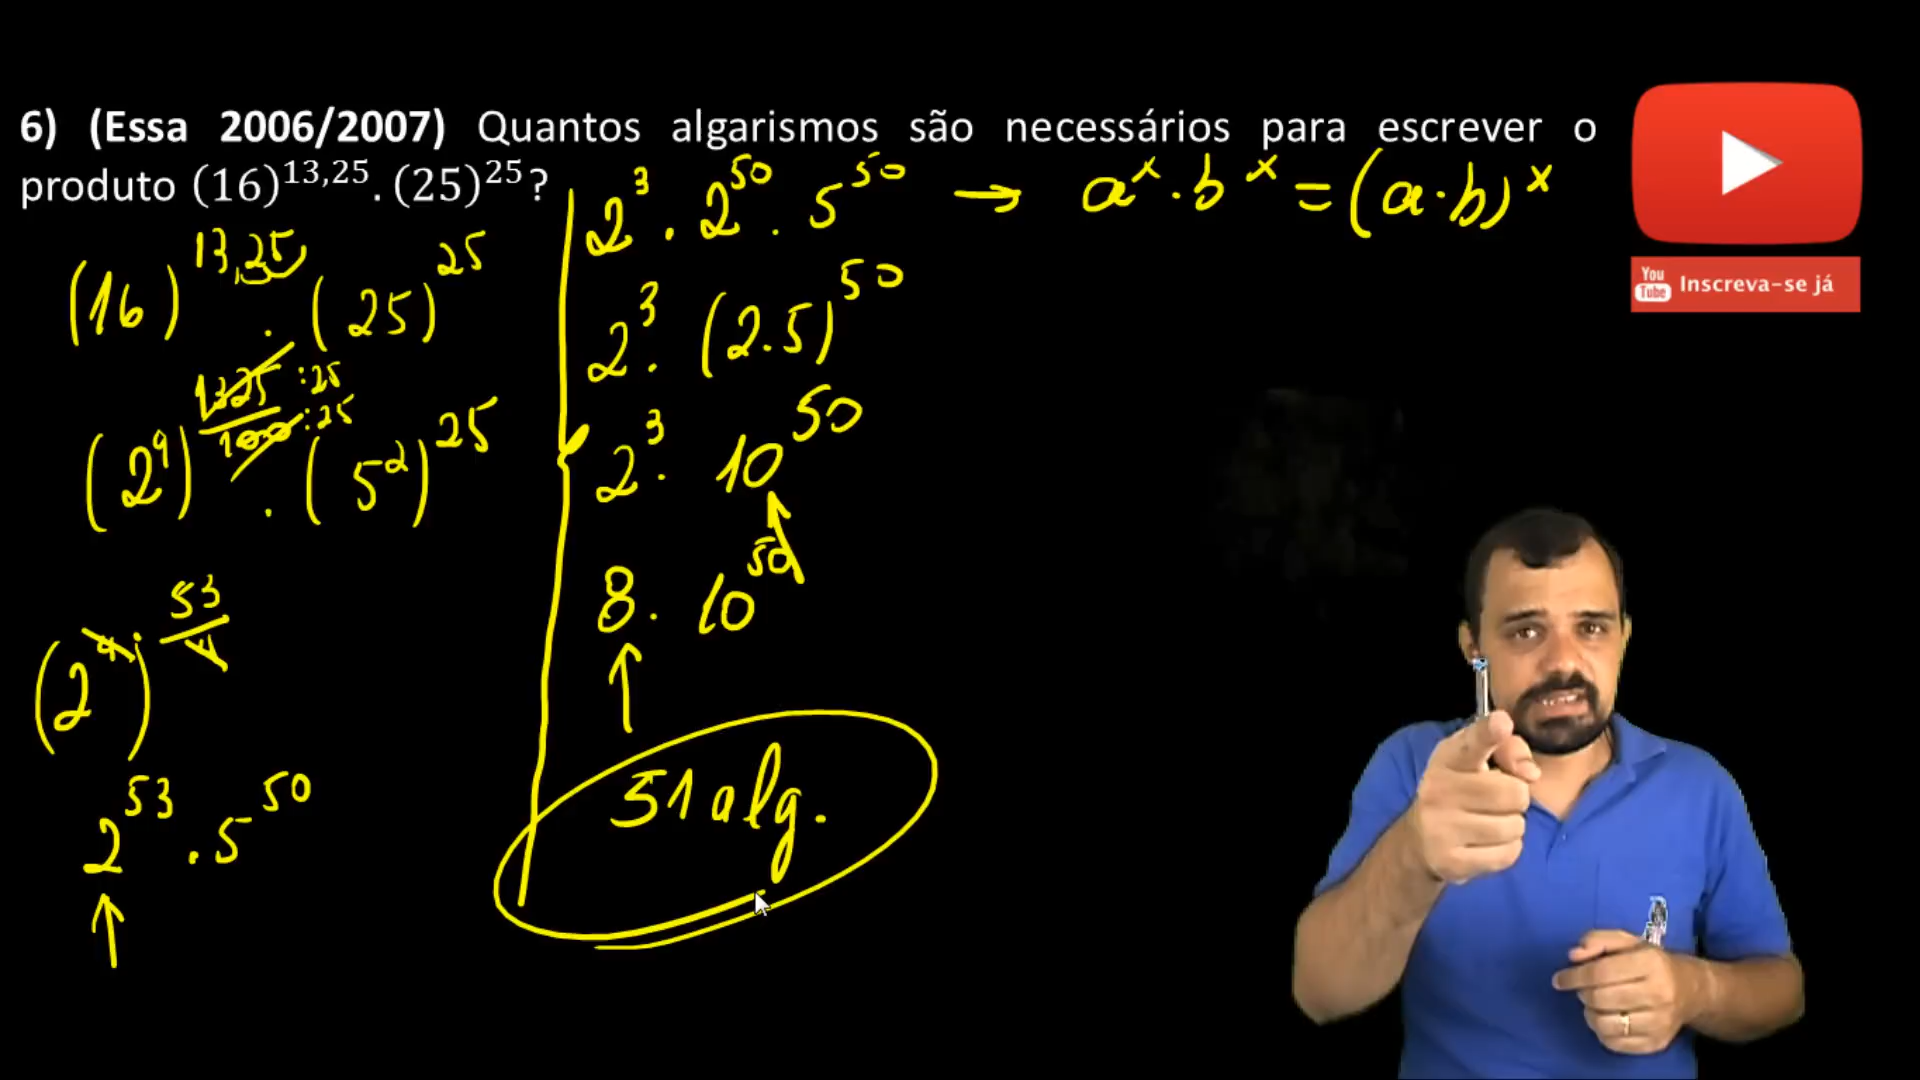 6) (Essa 2006/2007) Quantos algarismos são necessários para escrever o
produto (16)^13,25 . (25)^25?
(16)^13,25 . (25)^25
(2^4)^1325/100 :25 :25 . (5^2)^25
(2^4)^53/4
2^53 . 5^50
2^3 . 2^50 . 5^50 → a^x . b^x = (a.b)^x
2^3 . (2.5)^50
2^3 . 10^50
8 . 10^50
51 alg.
You Tube Inscreva-se já